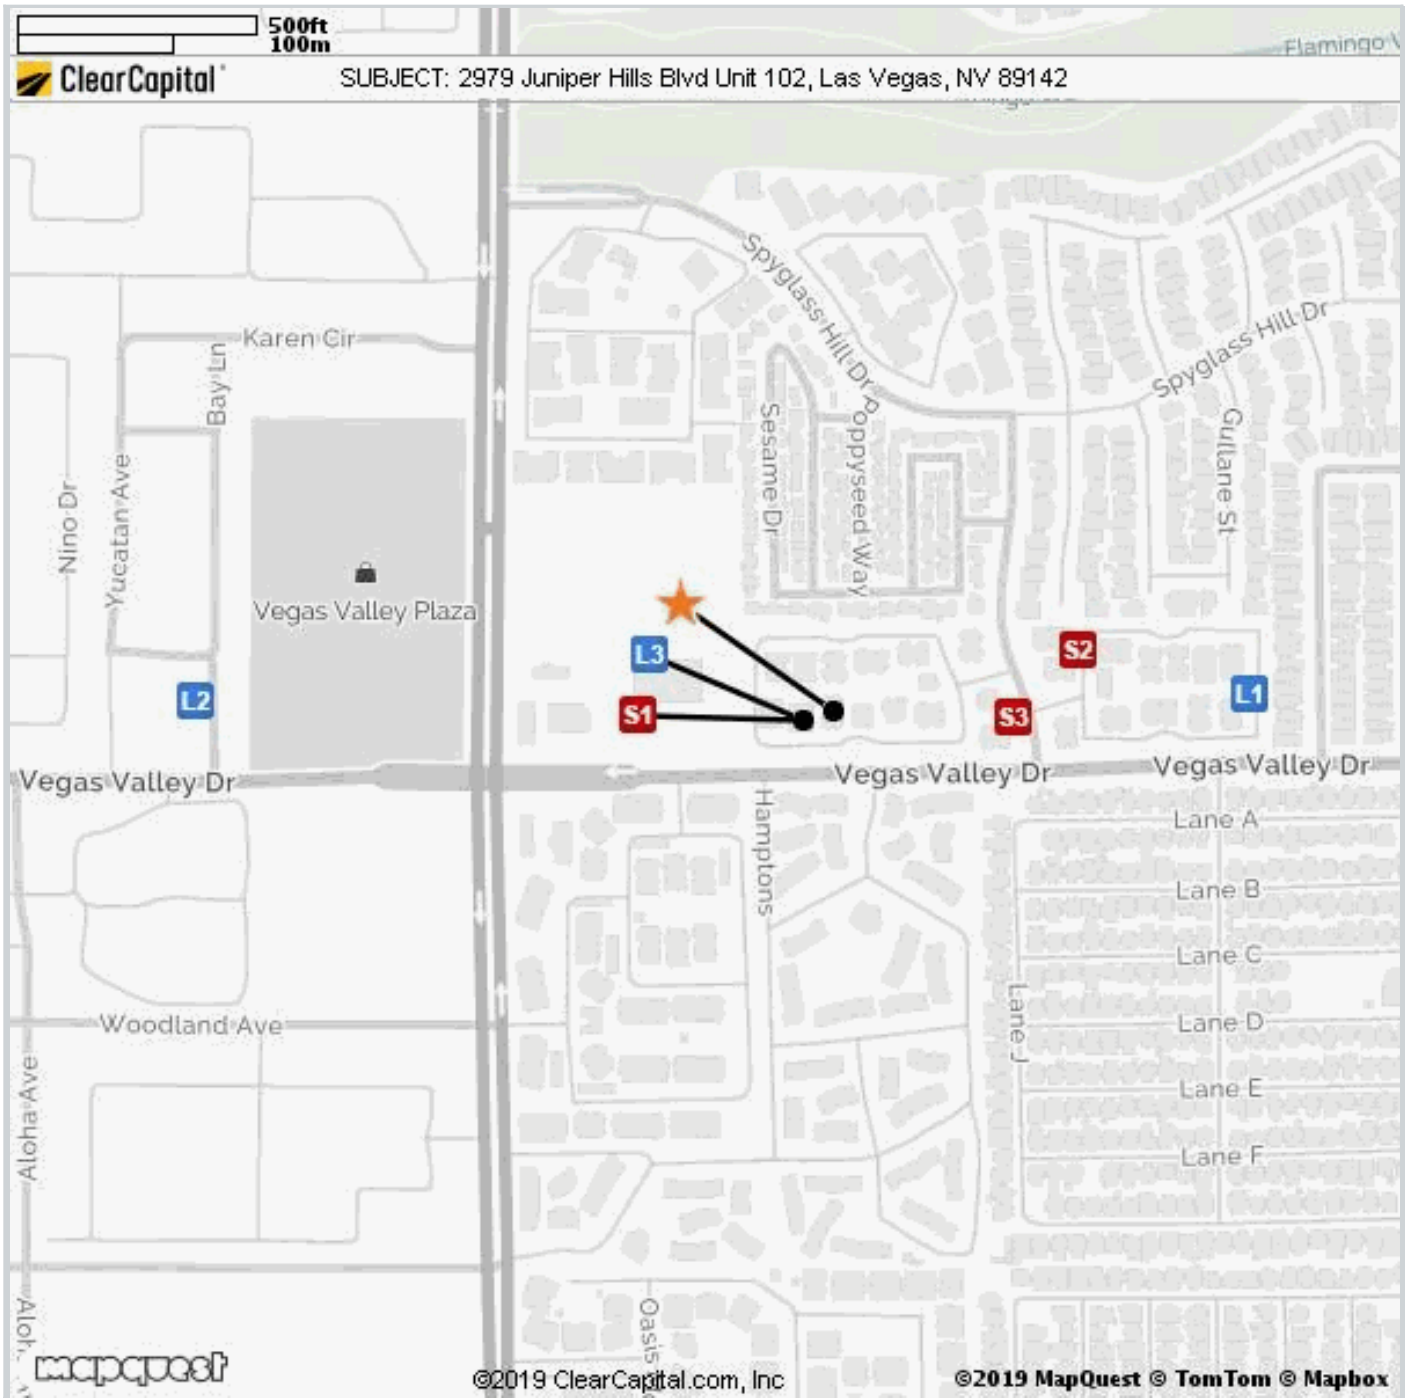 500ft
100m
Flamingo
ClearCapital
SUBJECT: 2979 Juniper Hills Blvd Unit 102, Las Vegas, NV 89142
Spyglass Hill Dr
Spyglass Hill Dr
Karen Cir
Bay Ln
Sesame Dr
Poppyseed Way
Gullane St
Nino Dr
Yucatan Ave
Vegas Valley Plaza
L3
S2
L2
S1
S3
L1
Vegas Valley Dr
Vegas Valley Dr
Vegas Valley Dr
Hamptons
Lane A
Lane B
Lane C
Lane J
Lane D
Woodland Ave
Aloha Ave
Lane E
Lane F
Oasis
Aloh
mapquest
©2019 ClearCapital.com, Inc
©2019 MapQuest © TomTom © Mapbox